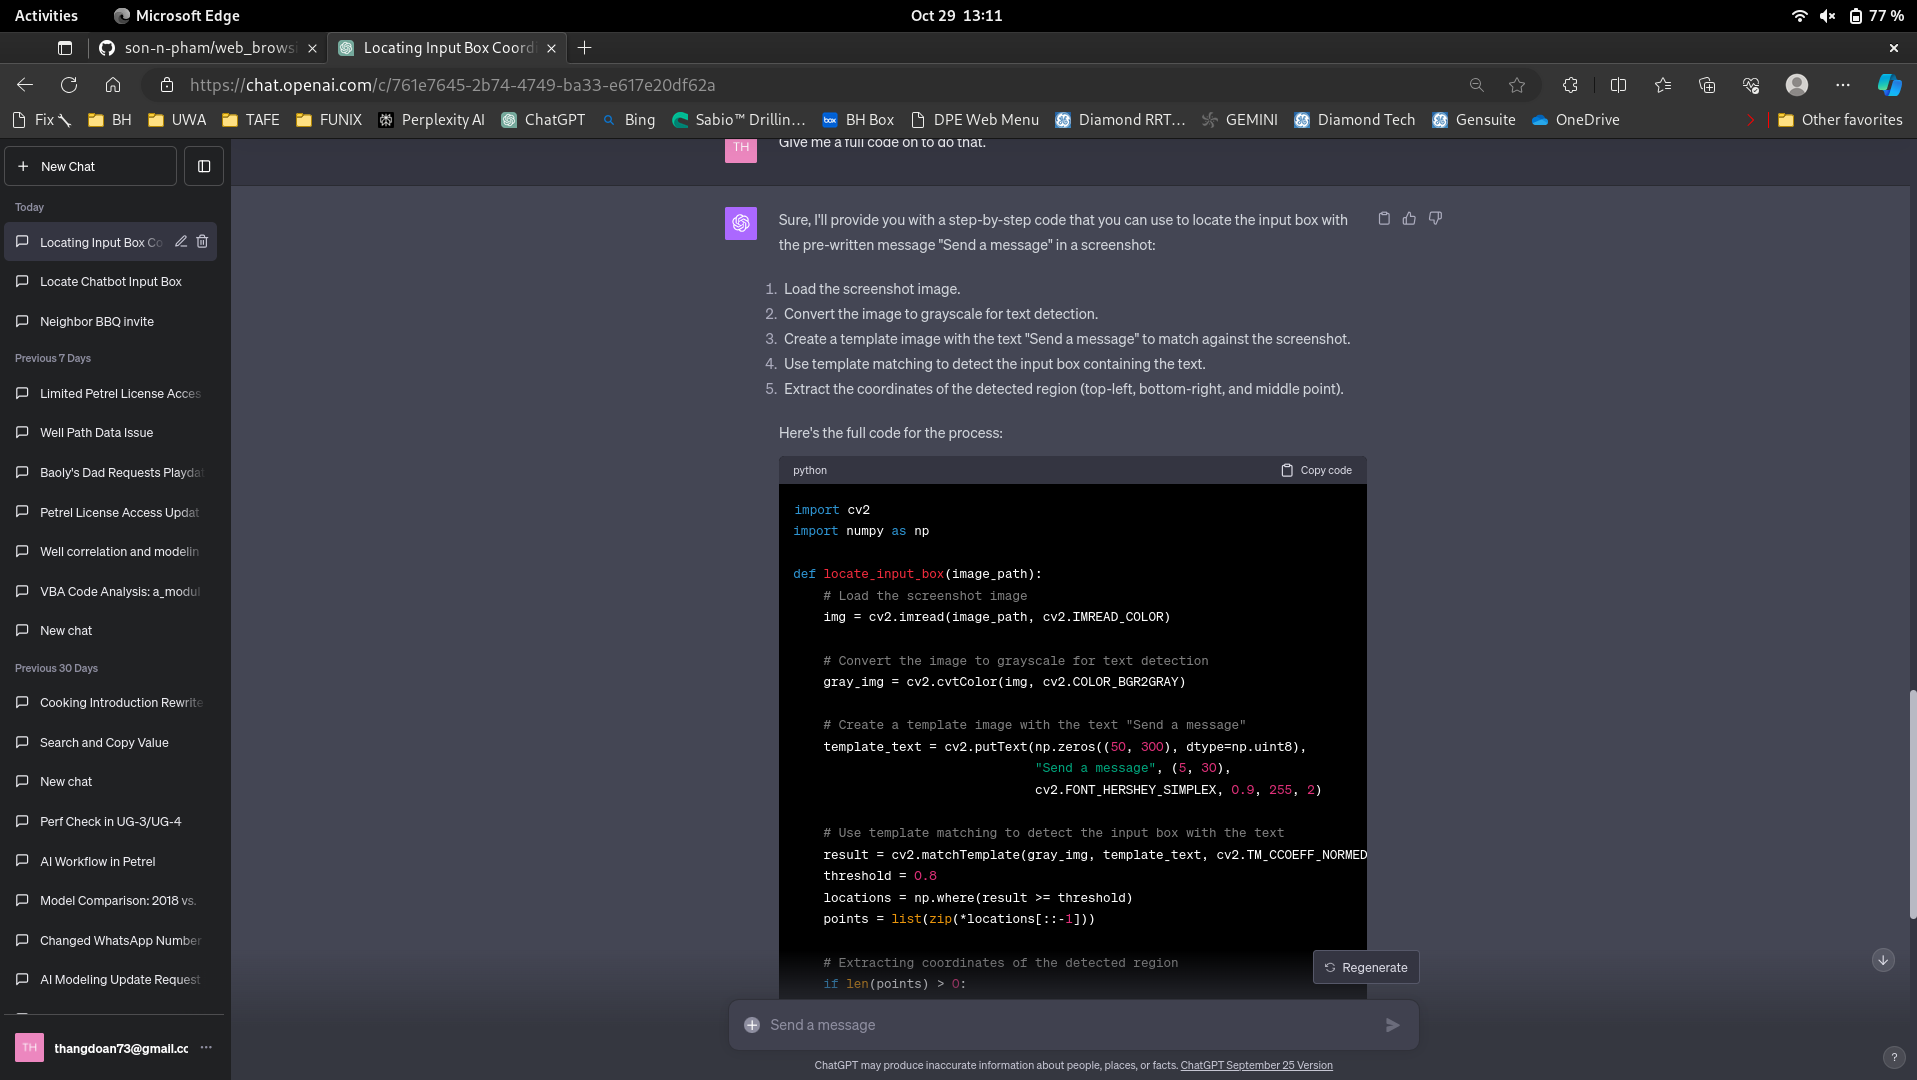 Activities
Microsoft Edge
Oct 29 13:11
77 %
son-n-pham/web_brows
Locating Input Box Coord
https://chat.openai.com/c/761e7645-2b74-4749-ba33-e617e20df62a
Fix
BH
UWA
TAFE
FUNIX
Perplexity AI
ChatGPT
Bing
Sabio™ Drillin...
box
BH Box
DPE Web Menu
Diamond RRT...
GEMINI
Diamond Tech
Gensuite
OneDrive
Other favorites
New Chat
Today
Locating Input Box Co
Locate Chatbot Input Box
Neighbor BBQ invite
Previous 7 Days
Limited Petrel License Acces
Well Path Data Issue
Baoly's Dad Requests Playdat
Petrel License Access Updat
Well correlation and modelin
VBA Code Analysis: a_modul
New chat
Previous 30 Days
Cooking Introduction Rewrite
Search and Copy Value
New chat
Perf Check in UG-3/UG-4
AI Workflow in Petrel
Model Comparison: 2018 vs.
Changed WhatsApp Number
AI Modeling Update Request
TH
thangdoan73@gmail.cc
TH
Give me a full code on to do that.
Sure, I'll provide you with a step-by-step code that you can use to locate the input box with
the pre-written message "Send a message" in a screenshot:
1. Load the screenshot image.
2. Convert the image to grayscale for text detection.
3. Create a template image with the text "Send a message" to match against the screenshot.
4. Use template matching to detect the input box containing the text.
5. Extract the coordinates of the detected region (top-left, bottom-right, and middle point).
Here's the full code for the process:
python
Copy code
import cv2
import numpy as np
def locate_input_box(image_path):
# Load the screenshot image
img = cv2.imread(image_path, cv2.IMREAD_COLOR)
# Convert the image to grayscale for text detection
gray_img = cv2.cvtColor(img, cv2.COLOR_BGR2GRAY)
# Create a template image with the text "Send a message"
template_text = cv2.putText(np.zeros((50, 300), dtype=np.uint8),
"Send a message", (5, 30),
cv2.FONT_HERSHEY_SIMPLEX, 0.9, 255, 2)
# Use template matching to detect the input box with the text
result = cv2.matchTemplate(gray_img, template_text, cv2.TM_CCOEFF_NORMED
threshold = 0.8
locations = np.where(result >= threshold)
points = list(zip(*locations[::-1]))
# Extracting coordinates of the detected region
if len(points) > 0:
Regenerate
Send a message
ChatGPT may produce inaccurate information about people, places, or facts. ChatGPT September 25 Version
?